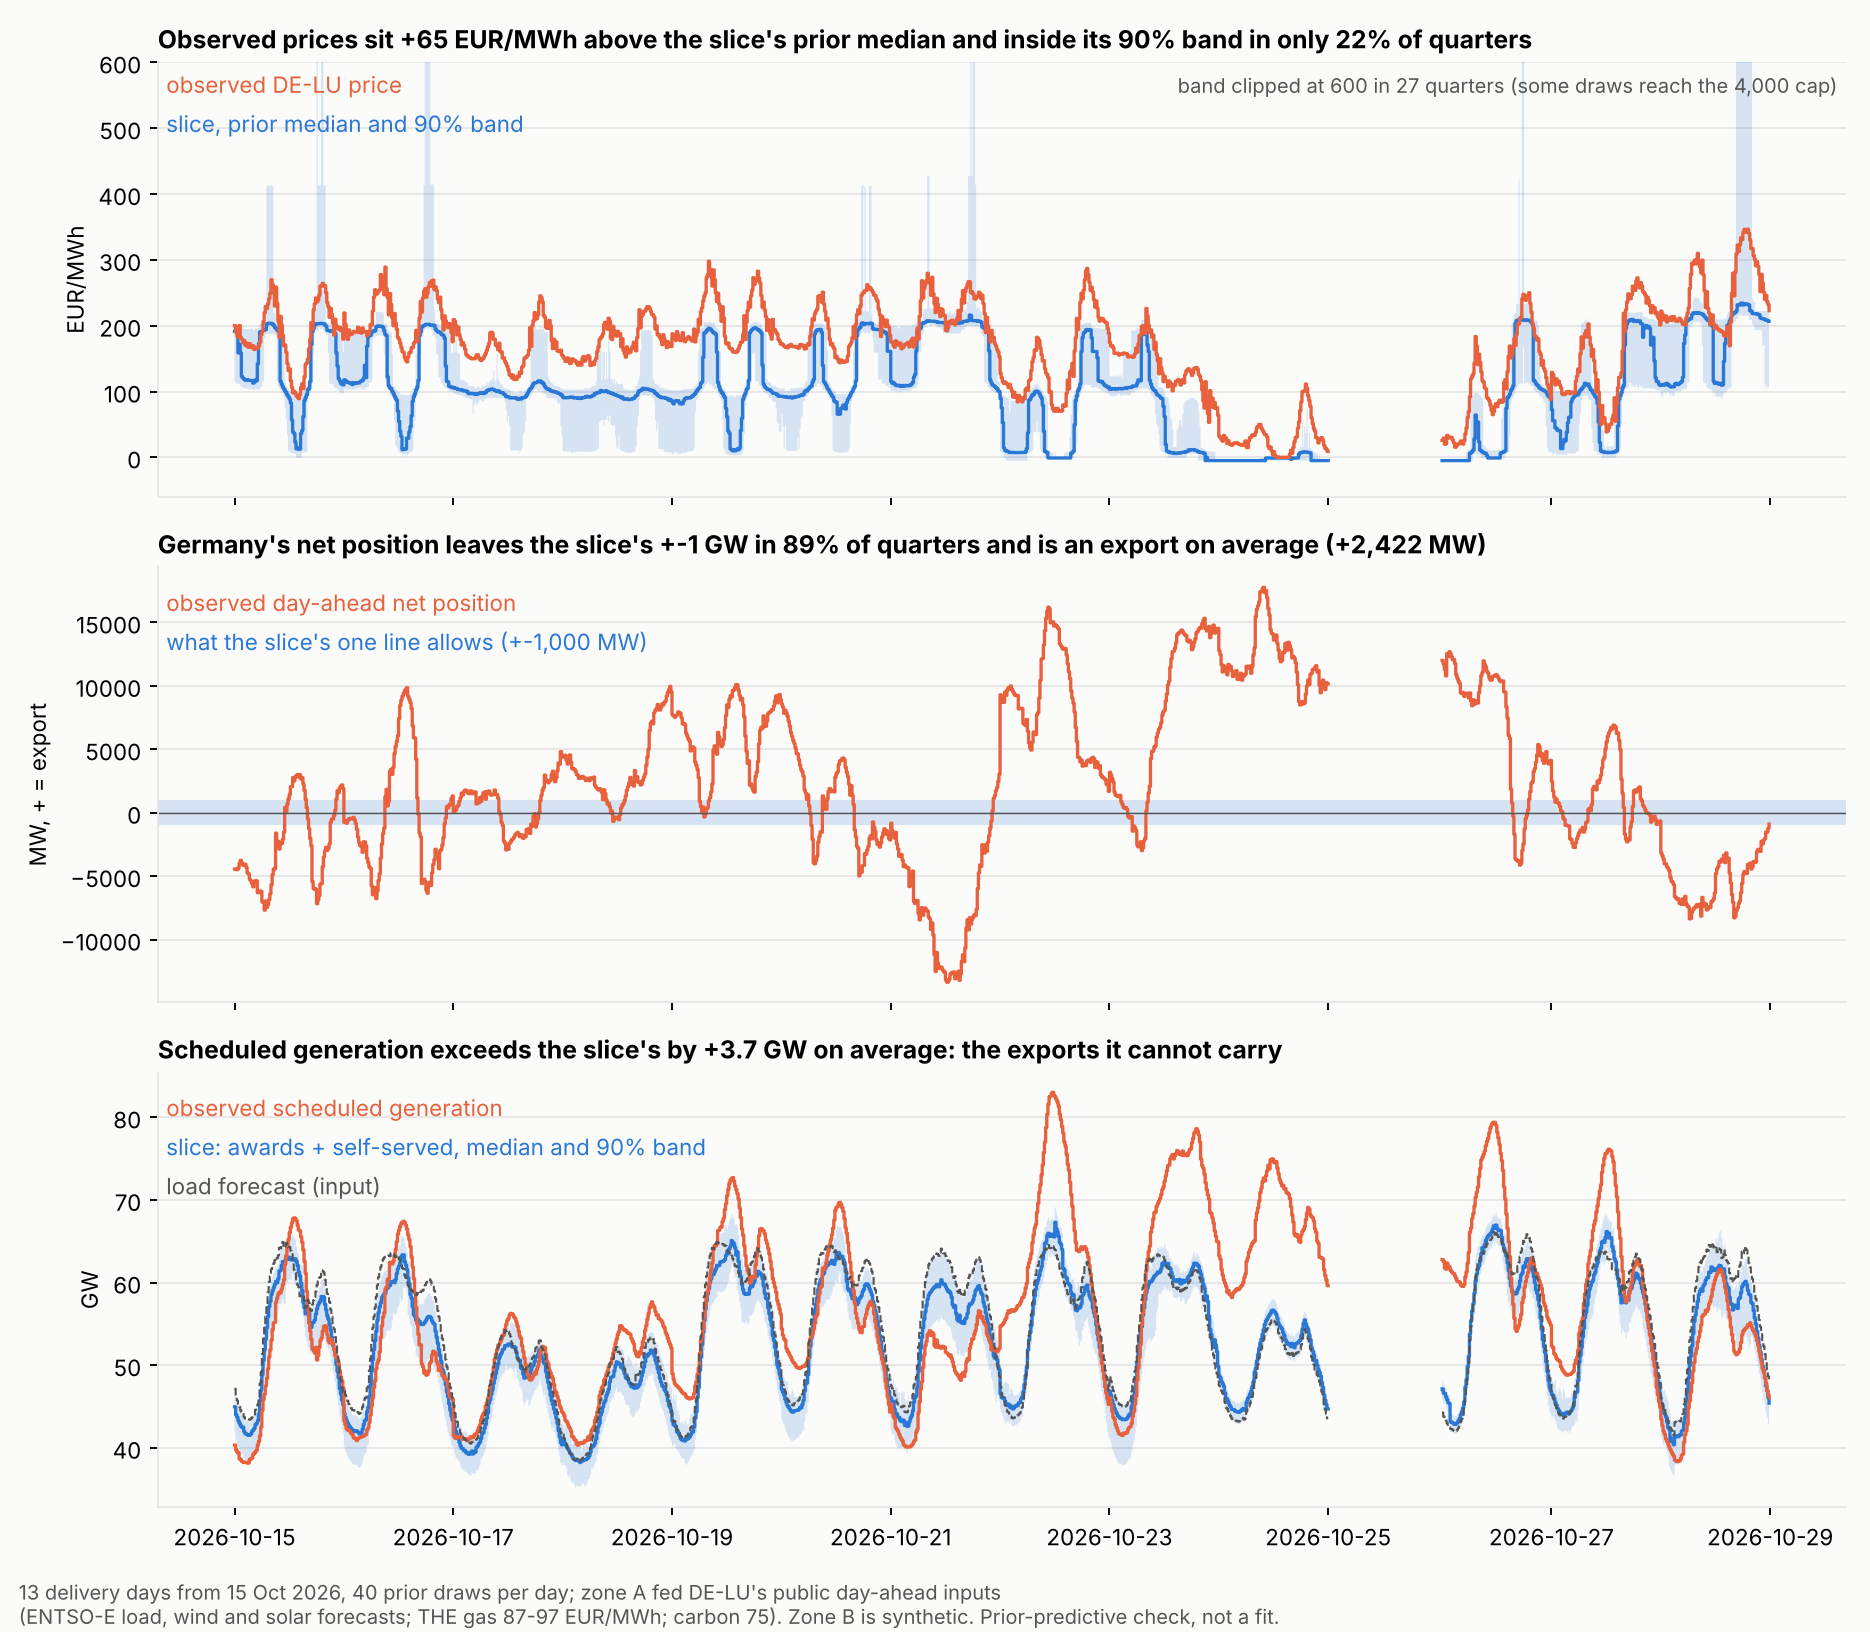 Observed prices sit +65 EUR/MWh above the slice's prior median and inside its 90% band in only 22% of quarters
600
observed DE-LU price
band clipped at 600 in 27 quarters (some draws reach the 4,000 cap)
slice, prior median and 90% band
500
400
300
200
100
0
EUR/MWh
Germany's net position leaves the slice's +-1 GW in 89% of quarters and is an export on average (+2,422 MW)
observed day-ahead net position
what the slice's one line allows (+-1,000 MW)
15000
10000
5000
0
−5000
−10000
MW, + = export
Scheduled generation exceeds the slice's by +3.7 GW on average: the exports it cannot carry
observed scheduled generation
slice: awards + self-served, median and 90% band
load forecast (input)
80
70
60
50
40
GW
2026-10-15
2026-10-17
2026-10-19
2026-10-21
2026-10-23
2026-10-25
2026-10-27
2026-10-29
13 delivery days from 15 Oct 2026, 40 prior draws per day; zone A fed DE-LU's public day-ahead inputs
(ENTSO-E load, wind and solar forecasts; THE gas 87-97 EUR/MWh; carbon 75). Zone B is synthetic. Prior-predictive check, not a fit.